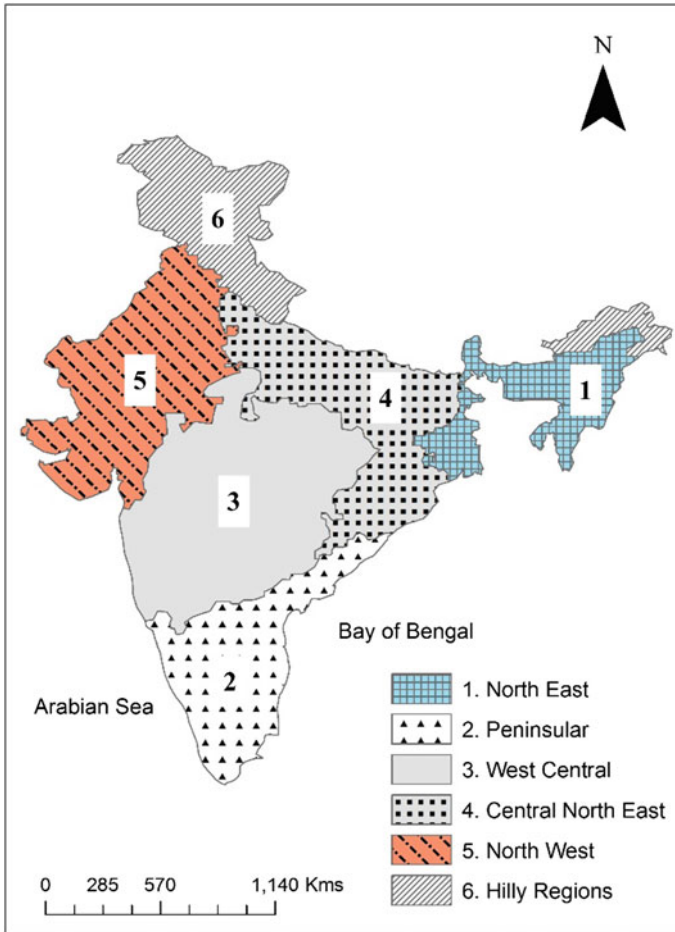 N
6
5
4
1
3
2
Bay of Bengal
Arabian Sea
1. North East
2. Peninsular
3. West Central
4. Central North East
5. North West
6. Hilly Regions
0 285 570 1,140 Kms